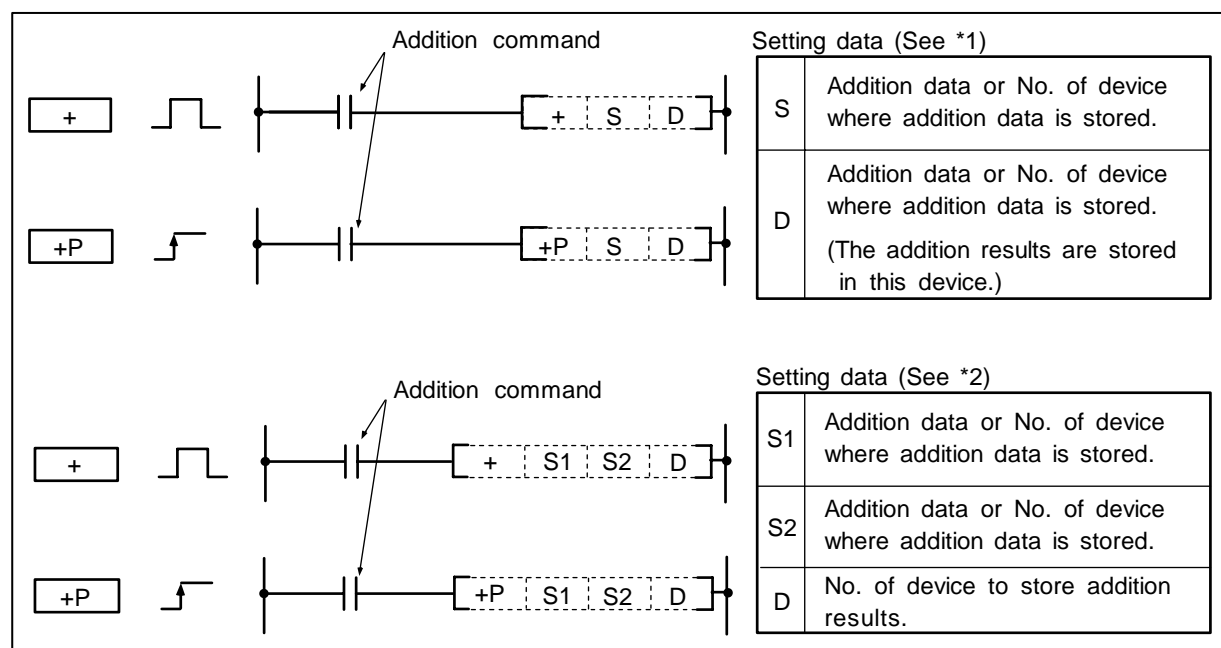 Addition command
+
+ S D
+P
+P S D
Setting data (See *1)
S
Addition data or No. of device
where addition data is stored.
D
Addition data or No. of device
where addition data is stored.
(The addition results are stored
in this device.)
Addition command
+
+ S1 S2 D
+P
+P S1 S2 D
Setting data (See *2)
S1
Addition data or No. of device
where addition data is stored.
S2
Addition data or No. of device
where addition data is stored.
D
No. of device to store addition
results.